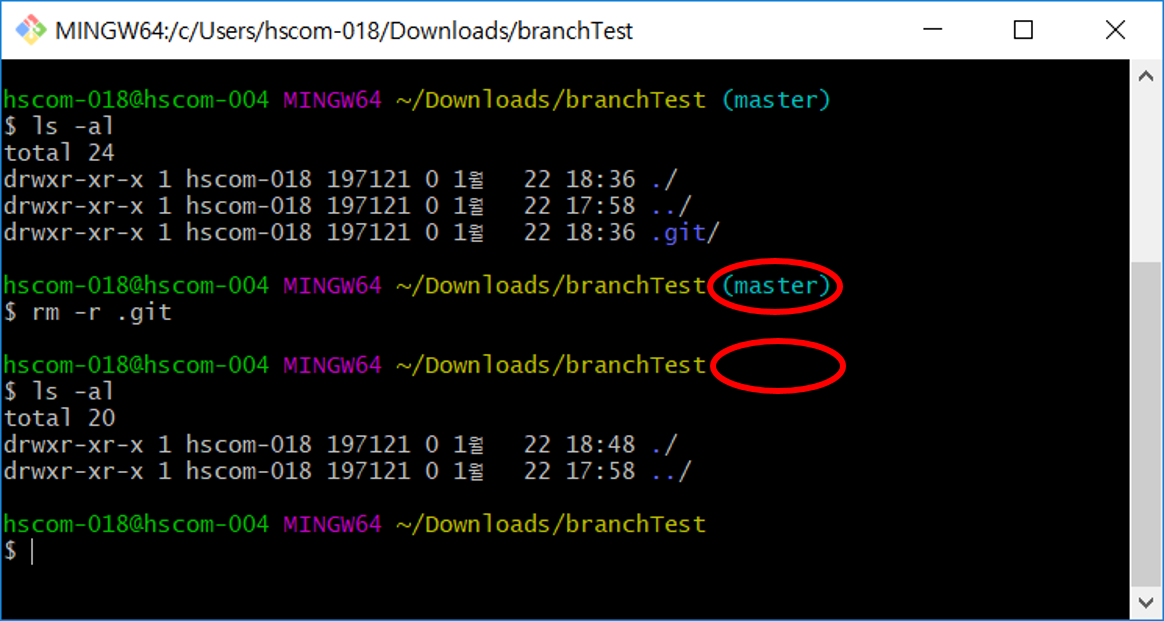 MINGW64:/c/Users/hscom-018/Downloads/branchTest
hscom-018@hscom-004 MINGW64 ~/Downloads/branchTest (master)
$ ls -al
total 24
drwxr-xr-x 1 hscom-018 197121 0 1월  22 18:36 ./
drwxr-xr-x 1 hscom-018 197121 0 1월  22 17:58 ../
drwxr-xr-x 1 hscom-018 197121 0 1월  22 18:36 .git/
hscom-018@hscom-004 MINGW64 ~/Downloads/branchTest (master)
$ rm -r .git
hscom-018@hscom-004 MINGW64 ~/Downloads/branchTest
$ ls -al
total 20
drwxr-xr-x 1 hscom-018 197121 0 1월  22 18:48 ./
drwxr-xr-x 1 hscom-018 197121 0 1월  22 17:58 ../
hscom-018@hscom-004 MINGW64 ~/Downloads/branchTest
$